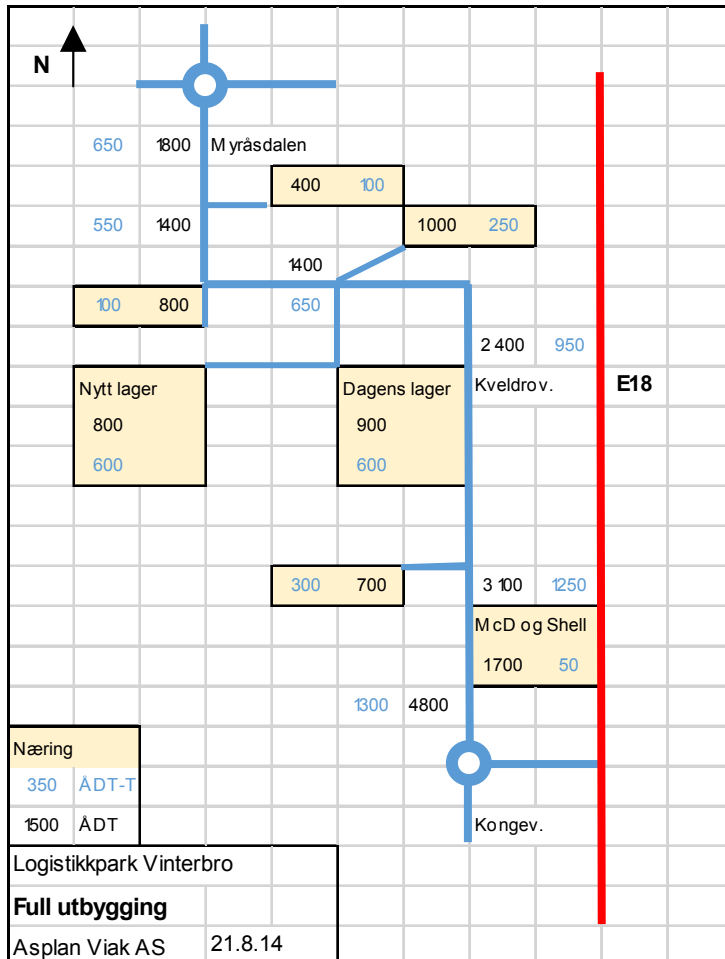 N
650 1800 Myråsdalen
400 100
550 1400
1000 250
1400
100 800
650
2 400 950
Nytt lager
800
600
Dagens lager
900
600
Kveldrov.
E18
300 700
3 100 1250
McD og Shell
1700 50
1300 4800
Næring
350 ÅDT-T
1500 ÅDT
Kongev.
Logistikkpark Vinterbro
Full utbygging
Asplan Viak AS 21.8.14